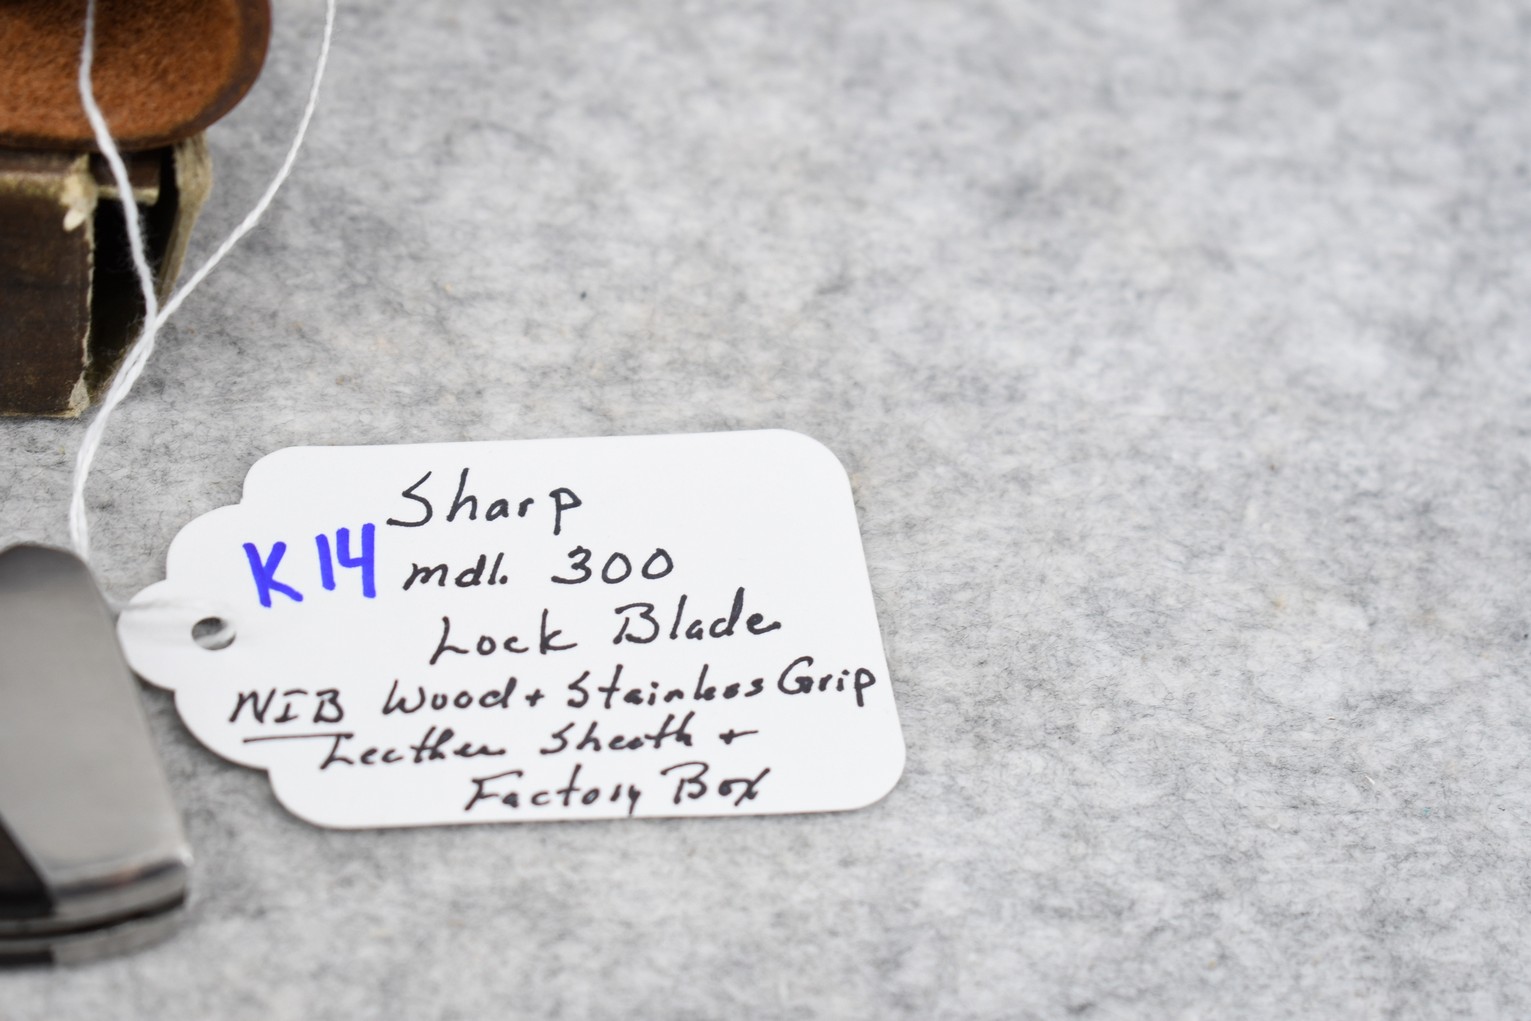 Sharp
K14 mdl. 300
Lock Blade
NIB Wood + Stainless Grip
Leather Sheath +
Factory Box